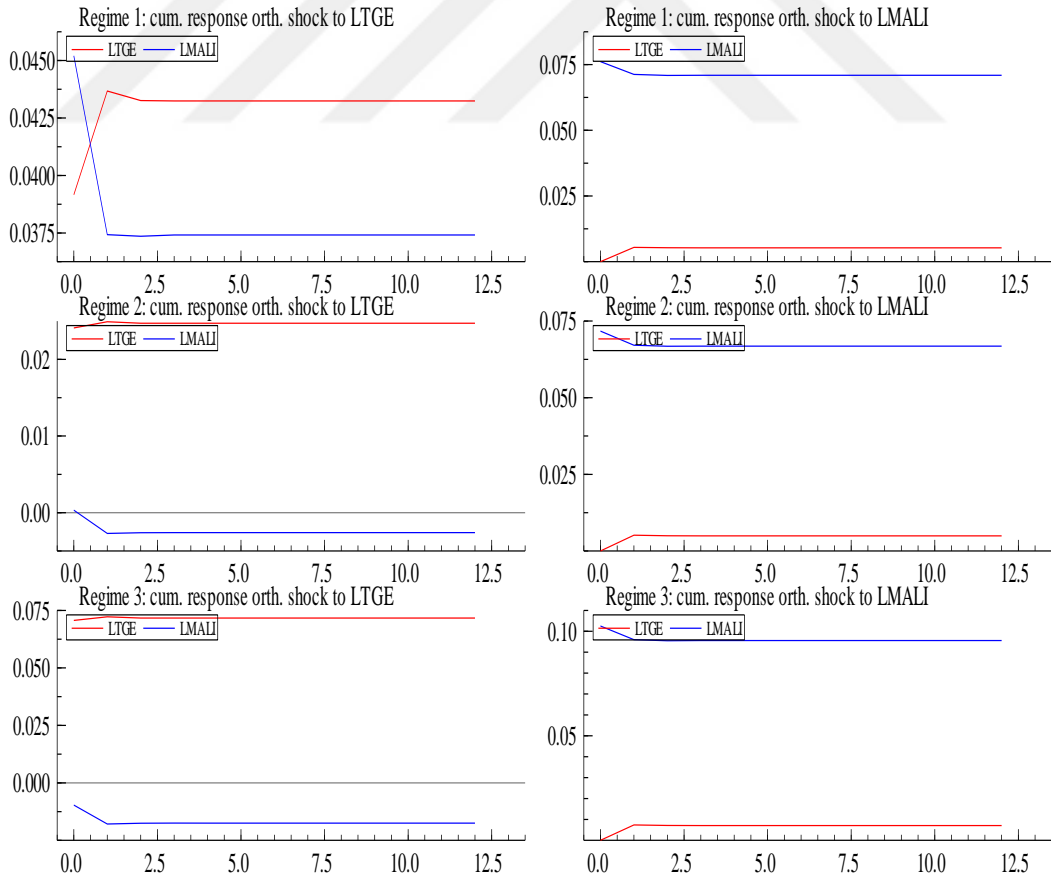 Regime 1: cum. response orth. shock to LTGE
LTGE LMALI
0.0450
0.0425
0.0400
0.0375
0.0 2.5 5.0 7.5 10.0 12.5
Regime 1: cum. response orth. shock to LMALI
LTGE LMALI
0.075
0.050
0.025
0.0 2.5 5.0 7.5 10.0 12.5
Regime 2: cum. response orth. shock to LTGE
LTGE LMALI
0.02
0.01
0.00
0.0 2.5 5.0 7.5 10.0 12.5
Regime 2: cum. response orth. shock to LMALI
0.075
LTGE LMALI
0.050
0.025
0.0 2.5 5.0 7.5 10.0 12.5
Regime 3: cum. response orth. shock to LTGE
0.075
LTGE LMALI
0.050
0.025
0.000
0.0 2.5 5.0 7.5 10.0 12.5
Regime 3: cum. response orth. shock to LMALI
LTGE LMALI
0.10
0.05
0.0 2.5 5.0 7.5 10.0 12.5